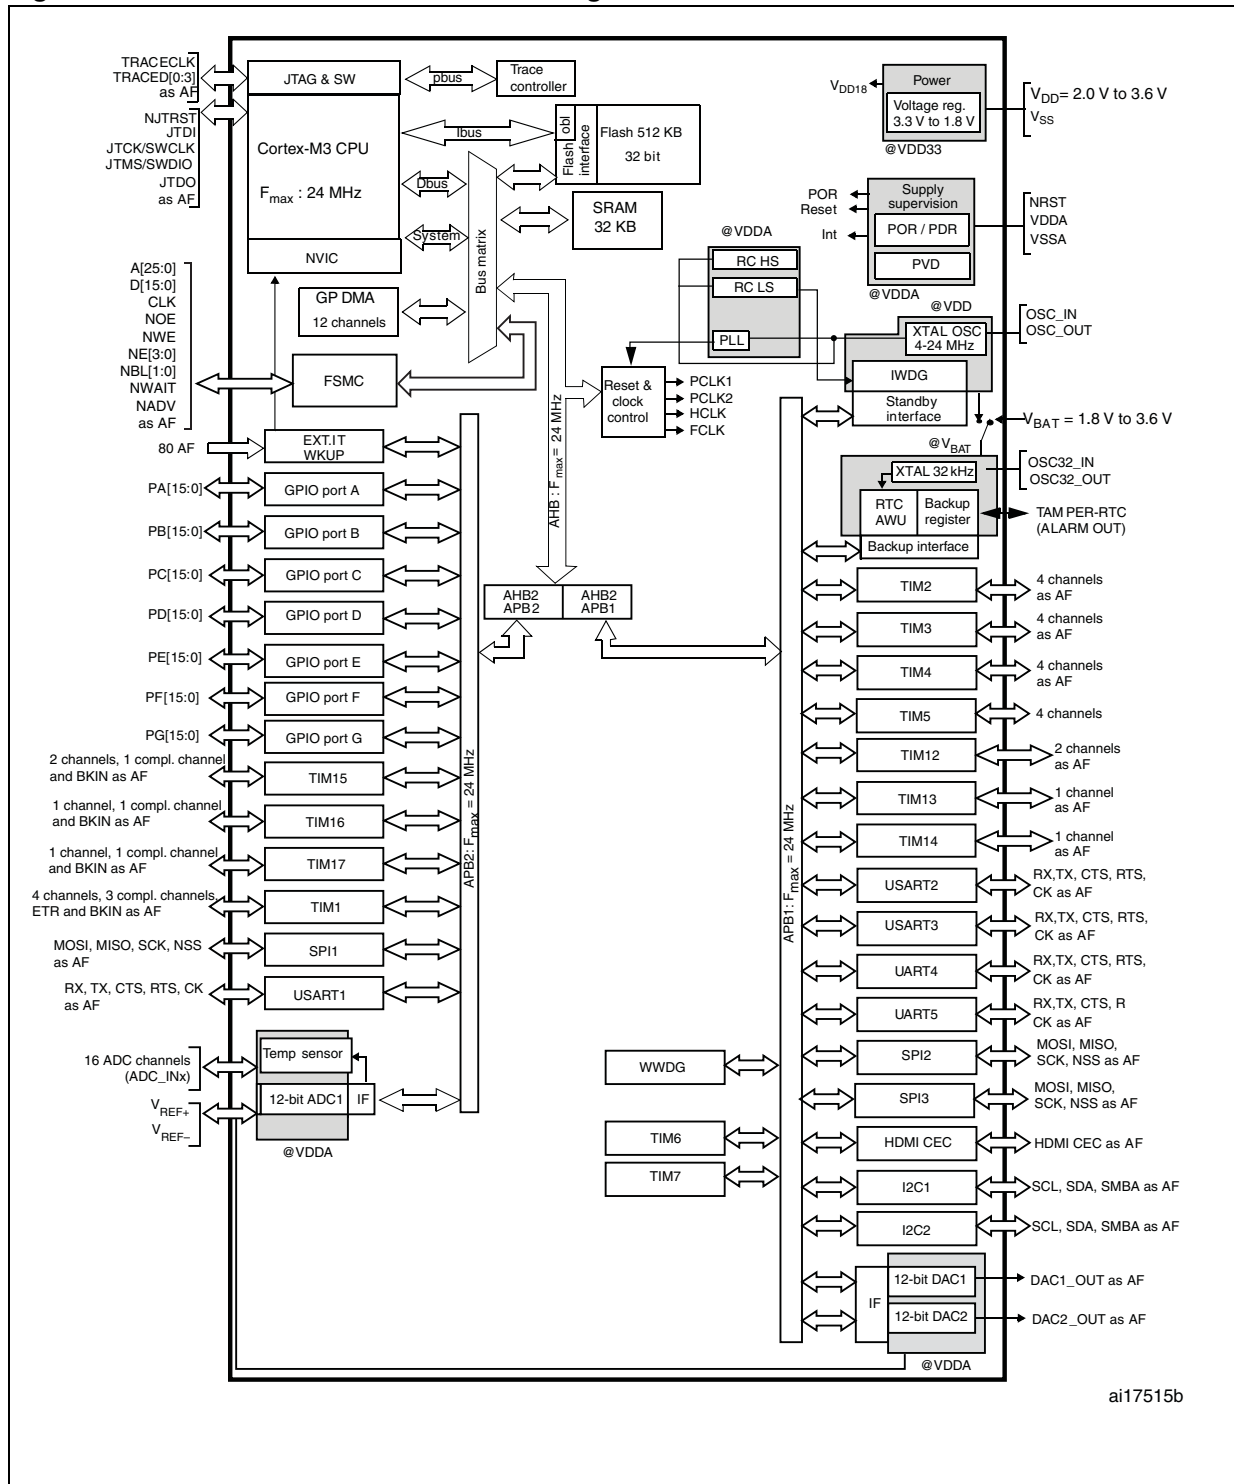 TRACECLK
TRACED[0:3]
as AF
NJTRST
JTDI
JTCK/SWCLK
JTMS/SWDIO
JTDO
as AF
JTAG & SW
pbus
Trace
controller
Cortex-M3 CPU
Fmax : 24 MHz
NVIC
Ibus
Dbus
System
Flash obl
interface
Flash 512 KB
32 bit
SRAM
32 KB
Bus matrix
GP DMA
12 channels
FSMC
A[25:0]
D[15:0]
CLK
NOE
NWE
NE[3:0]
NBL[1:0]
NWAIT
NADV
as AF
VDD18
Power
Voltage reg.
3.3 V to 1.8 V
@VDD33
VDD= 2.0 V to 3.6 V
VSS
POR
Reset
Int
Supply
supervision
POR / PDR
PVD
@VDDA
NRST
VDDA
VSSA
@VDDA
RC HS
RC LS
PLL
@VDD
XTAL OSC
4-24 MHz
IWDG
Standby
interface
OSC_IN
OSC_OUT
Reset &
clock
control
PCLK1
PCLK2
HCLK
FCLK
VBAT = 1.8 V to 3.6 V
@VBAT
XTAL 32 kHz
OSC32_IN
OSC32_OUT
RTC
AWU
Backup
register
Backup interface
TAMPER-RTC
(ALARM OUT)
AHB : Fmax = 24 MHz
AHB2
APB2
AHB2
APB1
80 AF
EXT.IT
WKUP
PA[15:0]
GPIO port A
PB[15:0]
GPIO port B
PC[15:0]
GPIO port C
PD[15:0]
GPIO port D
PE[15:0]
GPIO port E
PF[15:0]
GPIO port F
PG[15:0]
GPIO port G
2 channels, 1 compl. channel
and BKIN as AF
TIM15
1 channel, 1 compl. channel
and BKIN as AF
TIM16
1 channel, 1 compl. channel
and BKIN as AF
TIM17
4 channels, 3 compl. channels,
ETR and BKIN as AF
TIM1
MOSI, MISO, SCK, NSS
as AF
SPI1
RX, TX, CTS, RTS, CK
as AF
USART1
16 ADC channels
(ADC_INx)
VREF+
VREF–
Temp sensor
12-bit ADC1
IF
@VDDA
APB2: Fmax = 24 MHz
APB1: Fmax = 24 MHz
WWDG
TIM6
TIM7
TIM2
4 channels
as AF
TIM3
4 channels
as AF
TIM4
4 channels
as AF
TIM5
4 channels
TIM12
2 channels
as AF
TIM13
1 channel
as AF
TIM14
1 channel
as AF
USART2
RX,TX, CTS, RTS,
CK as AF
USART3
RX,TX, CTS, RTS,
CK as AF
UART4
RX,TX, CTS, RTS,
CK as AF
UART5
RX,TX, CTS, R
CK as AF
SPI2
MOSI, MISO,
SCK, NSS as AF
SPI3
MOSI, MISO,
SCK, NSS as AF
HDMI CEC
HDMI CEC as AF
I2C1
SCL, SDA, SMBA as AF
I2C2
SCL, SDA, SMBA as AF
IF
12-bit DAC1
DAC1_OUT as AF
12-bit DAC2
DAC2_OUT as AF
@VDDA
ai17515b